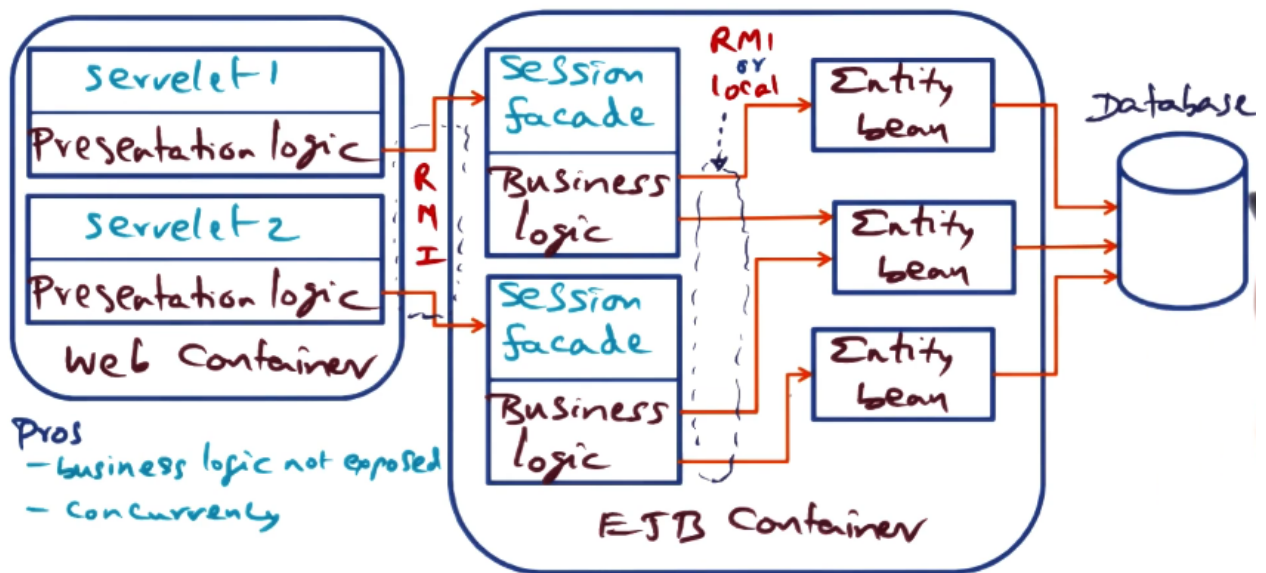 servelet1
Presentation logic
servelet2
Presentation logic
Web Container
RMI
Session
facade
Business
logic
Session
facade
Business
logic
RMI
or
local
Entity
bean
Entity
bean
Entity
bean
EJB Container
Database
Pros
- business logic not exposed
- concurrency